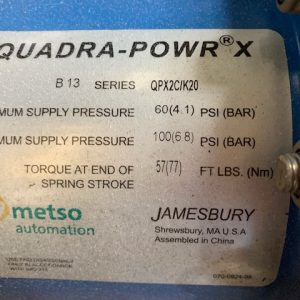 QUADRA-POWR® X
B 13 SERIES QPX2C/K20
MUM SUPPLY PRESSURE 60(4.1) PSI (BAR)
MUM SUPPLY PRESSURE 100(6.8) PSI (BAR)
TORQUE AT END OF 57(77) FT LBS. (Nm)
SPRING STROKE
metso JAMESBURY
automation Shrewsbury, MA U.S.A
Assembled in China